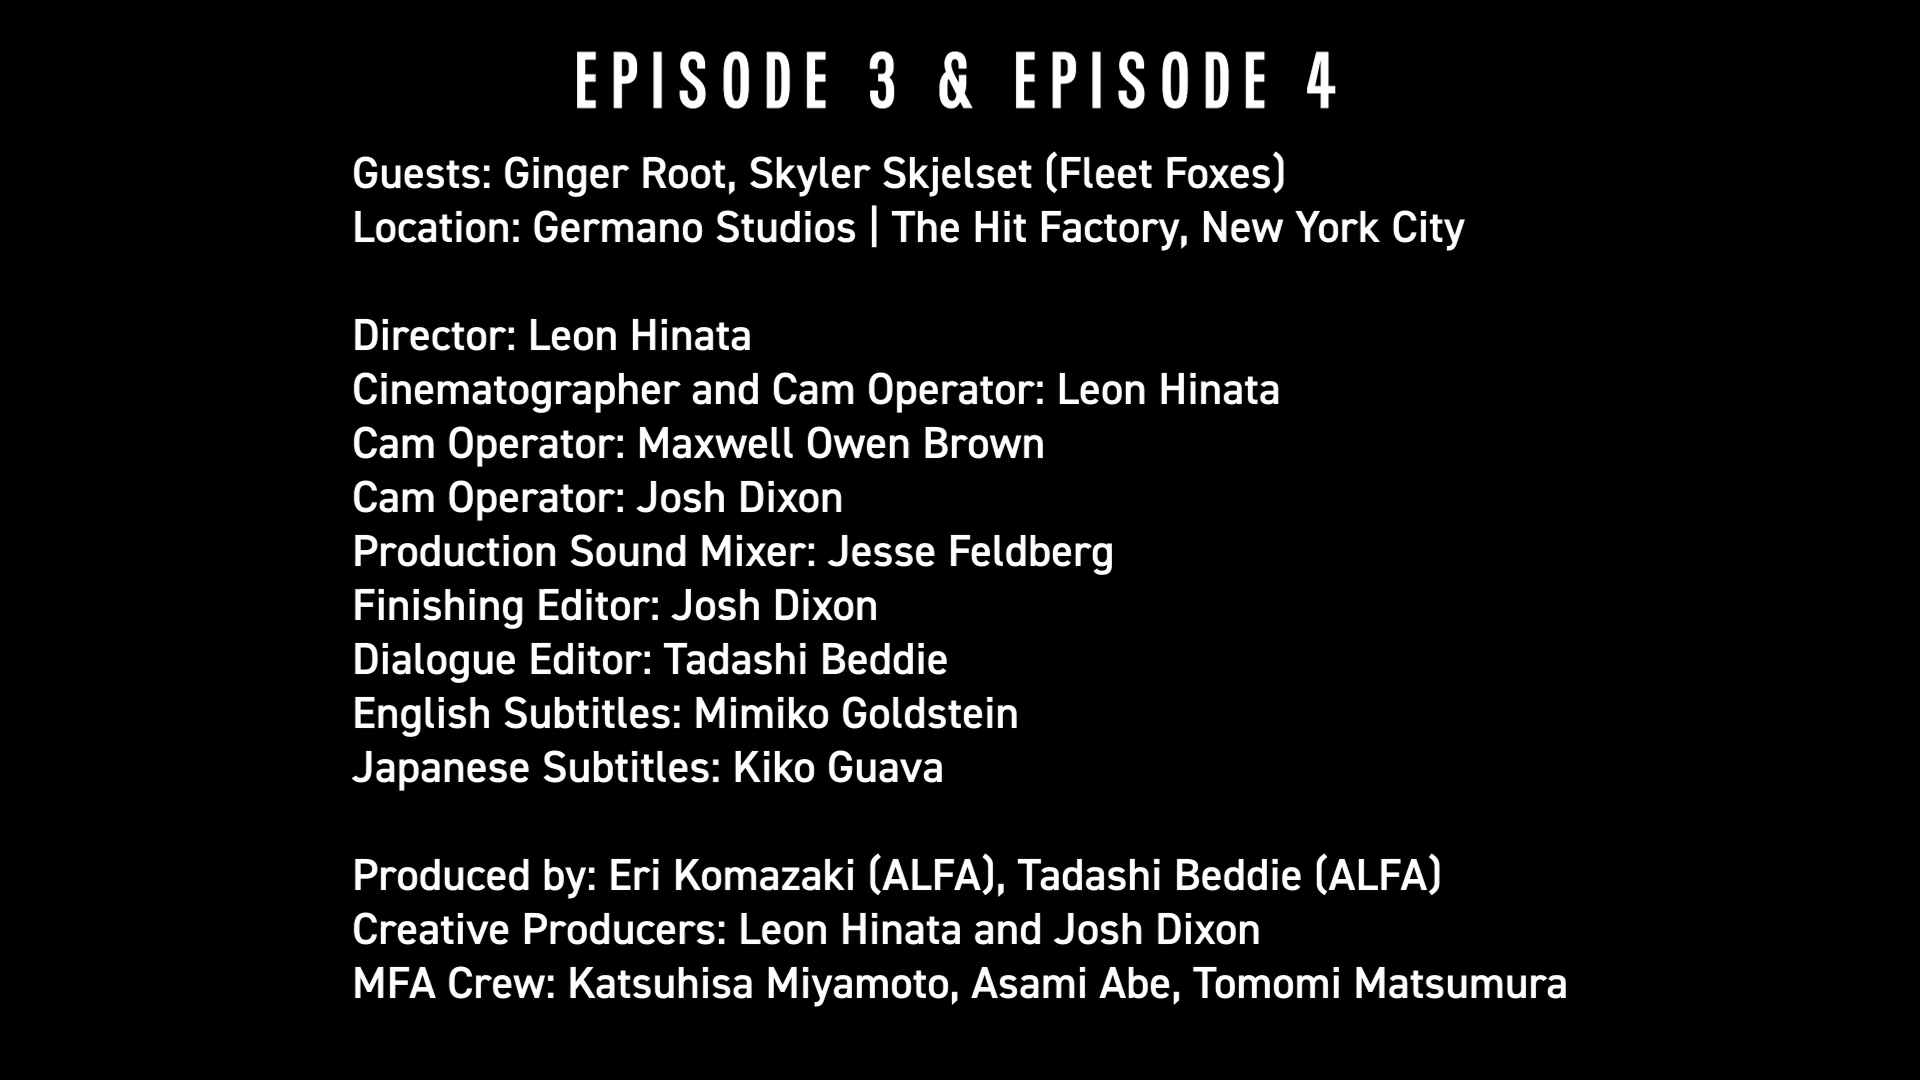 EPISODE 3 & EPISODE 4
Guests: Ginger Root, Skyler Skjelset (Fleet Foxes)
Location: Germano Studios | The Hit Factory, New York City
Director: Leon Hinata
Cinematographer and Cam Operator: Leon Hinata
Cam Operator: Maxwell Owen Brown
Cam Operator: Josh Dixon
Production Sound Mixer: Jesse Feldberg
Finishing Editor: Josh Dixon
Dialogue Editor: Tadashi Beddie
English Subtitles: Mimiko Goldstein
Japanese Subtitles: Kiko Guava
Produced by: Eri Komazaki (ALFA), Tadashi Beddie (ALFA)
Creative Producers: Leon Hinata and Josh Dixon
MFA Crew: Katsuhisa Miyamoto, Asami Abe, Tomomi Matsumura